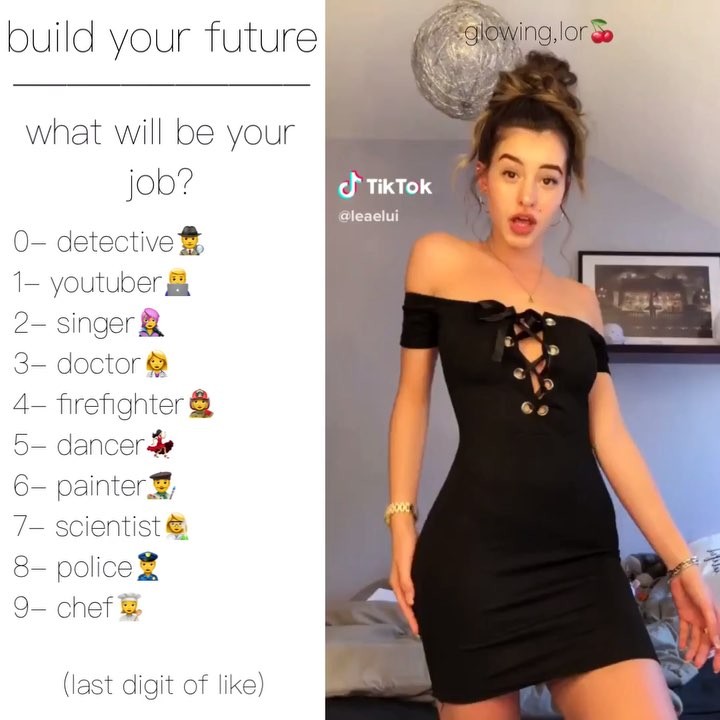 build your future
what will be your
job?
0– detective🕵️
1– youtuber👨‍💻
2– singer👩‍🎤
3– doctor👩‍⚕️
4– firefighter👩‍🚒
5– dancer💃
6– painter👨‍🎨
7– scientist👩‍🔬
8– police👮‍♂️
9– chef👩‍🍳
(last digit of like)
glowing,lor🍒
TikTok
@leaelui